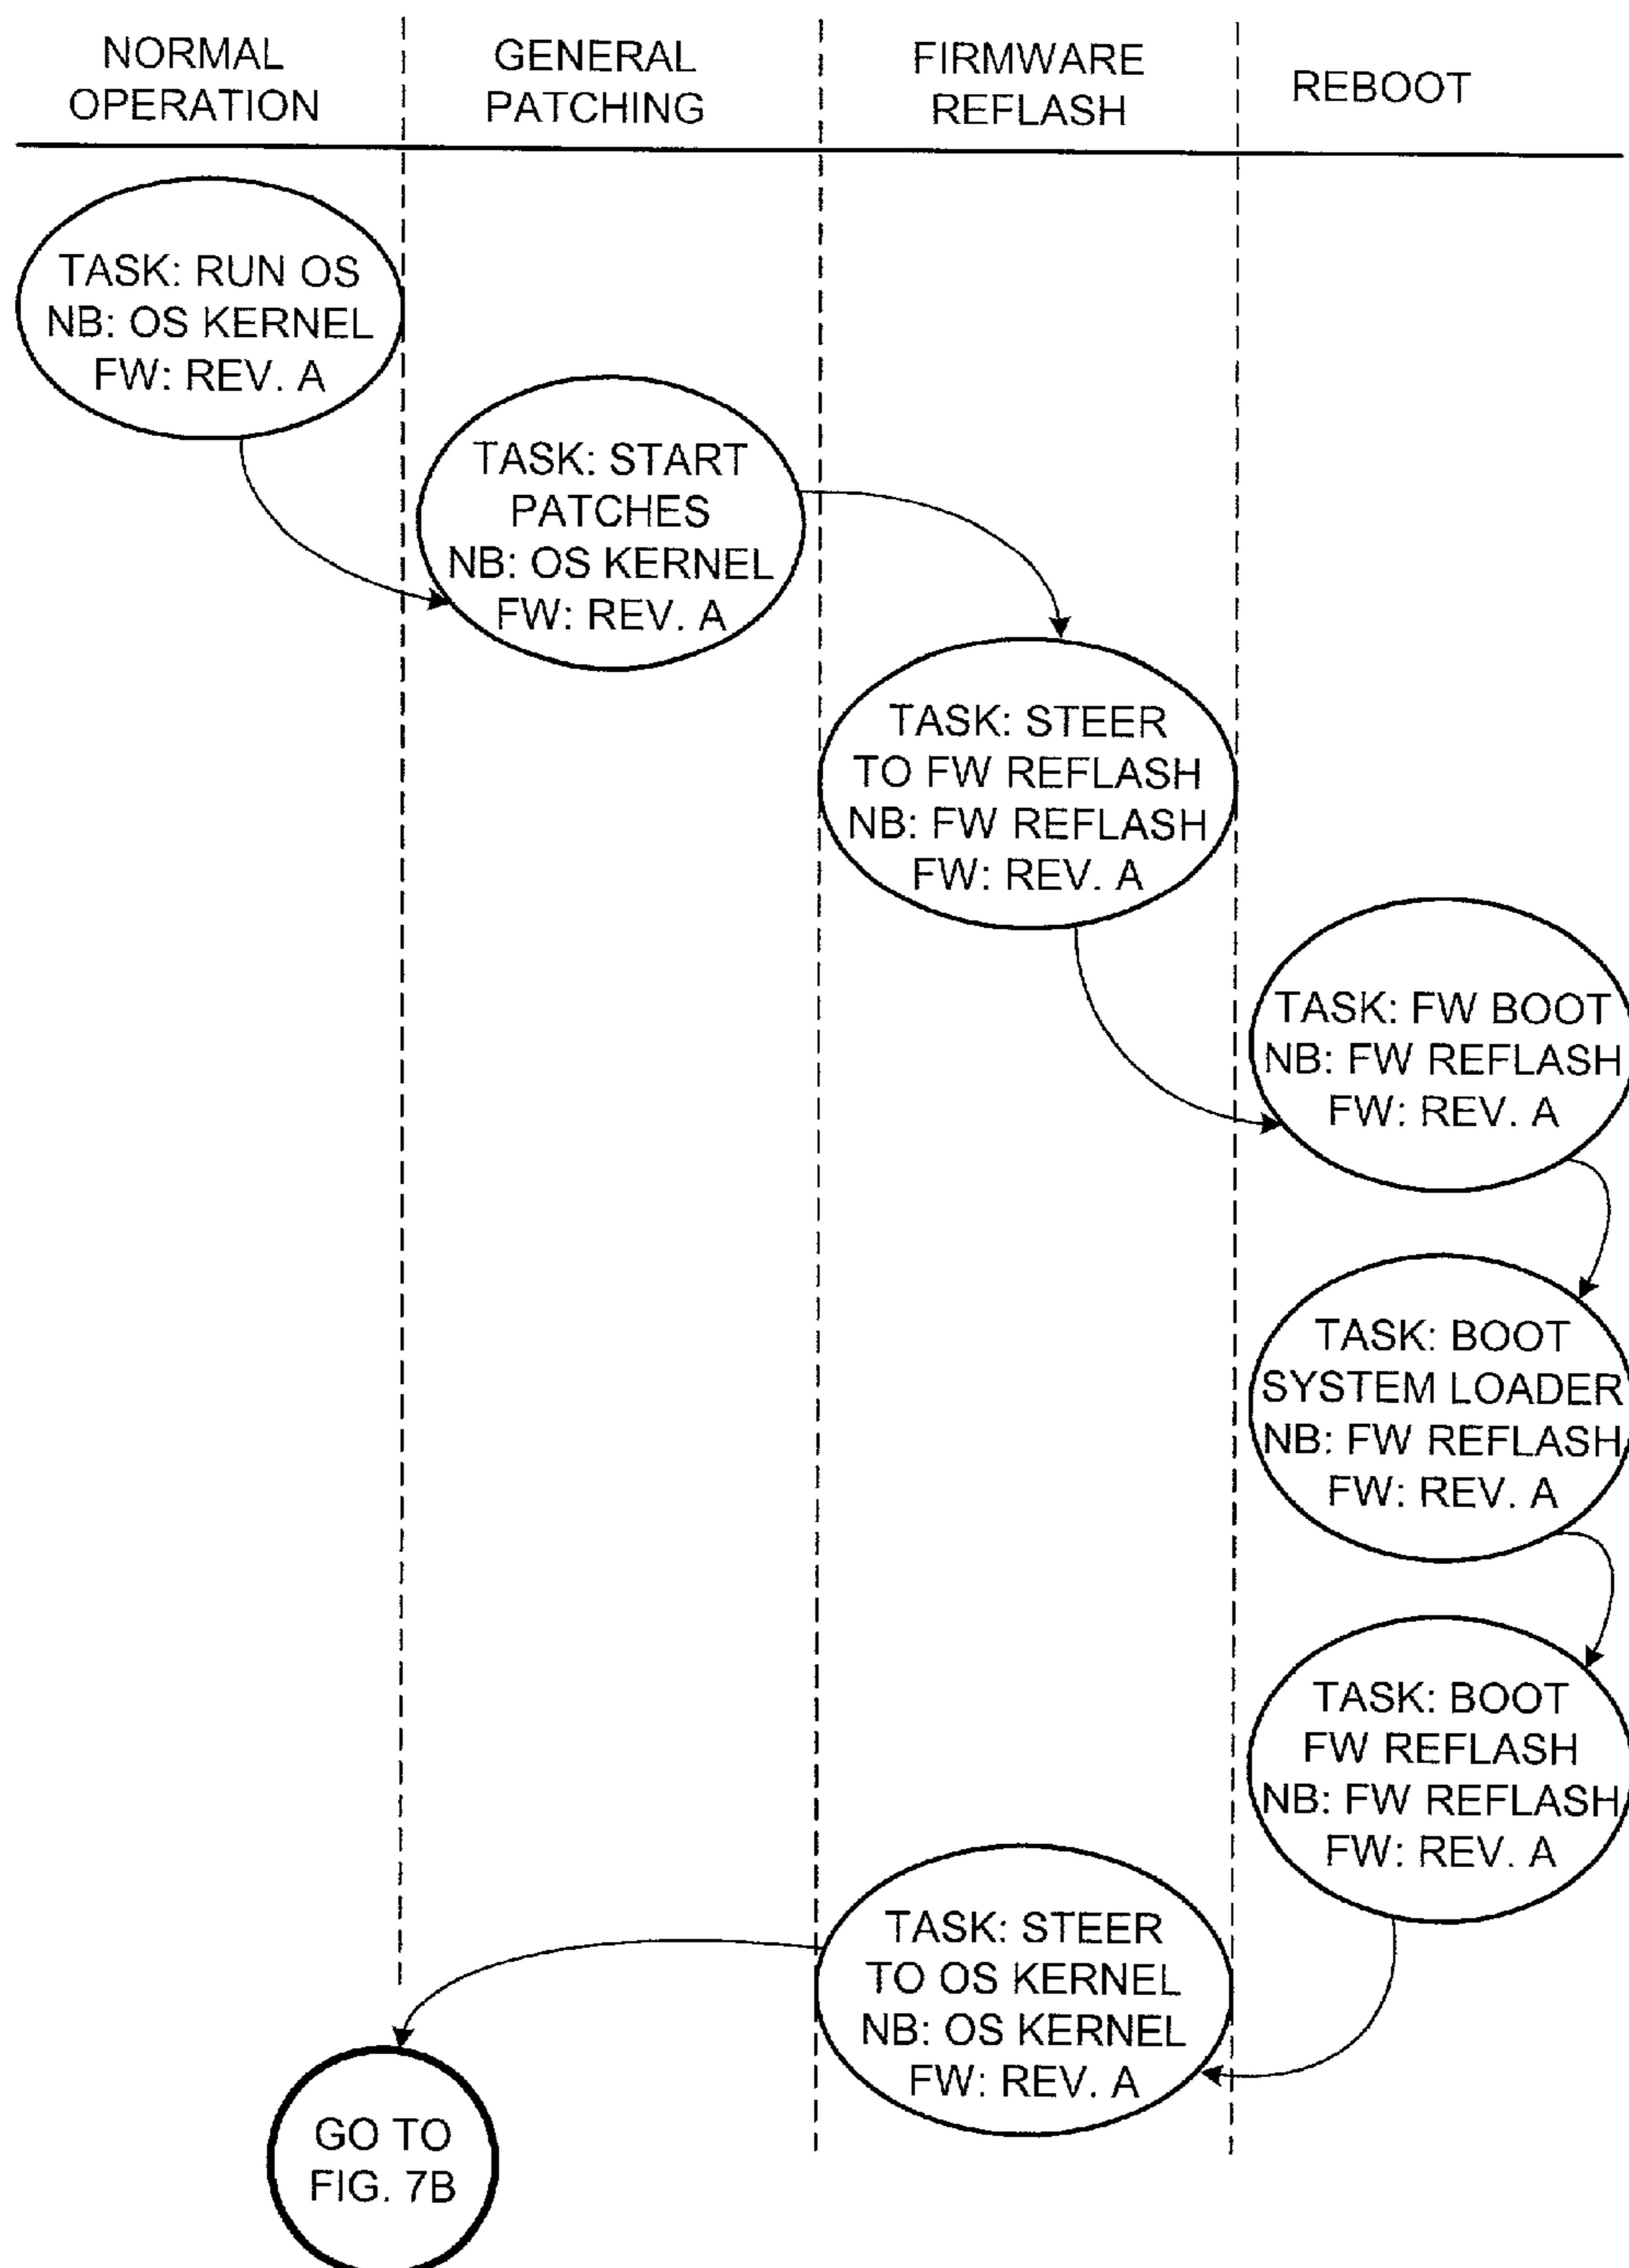 NORMAL
OPERATION
GENERAL
PATCHING
FIRMWARE
REFLASH
REBOOT
TASK: RUN OS
NB: OS KERNEL
FW: REV. A
TASK: START
PATCHES
NB: OS KERNEL
FW: REV. A
TASK: STEER
TO FW REFLASH
NB: FW REFLASH
FW: REV. A
TASK: FW BOOT
NB: FW REFLASH
FW: REV. A
TASK: BOOT
SYSTEM LOADER
NB: FW REFLASH
FW: REV. A
TASK: BOOT
FW REFLASH
NB: FW REFLASH
FW: REV. A
TASK: STEER
TO OS KERNEL
NB: OS KERNEL
FW: REV. A
GO TO
FIG. 7B